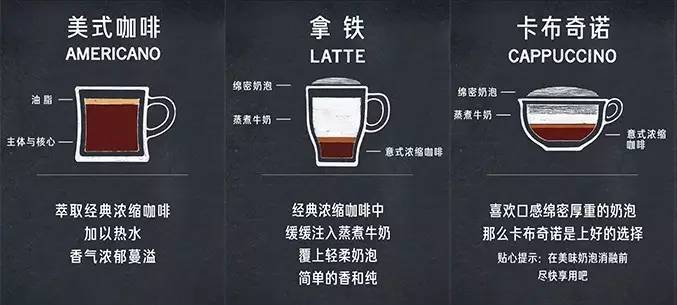 美式咖啡
AMERICANO
油脂
主体与核心
萃取经典浓缩咖啡
加以热水
香气浓郁蔓溢
拿铁
LATTE
绵密奶泡
蒸煮牛奶
意式浓缩咖啡
经典浓缩咖啡中
缓缓注入蒸煮牛奶
覆上轻柔奶泡
简单的香和纯
卡布奇诺
CAPPUCCINO
绵密奶泡
蒸煮牛奶
意式浓缩
咖啡
喜欢口感绵密厚重的奶泡
那么卡布奇诺是上好的选择
贴心提示：在美味奶泡消融前
尽快享用吧